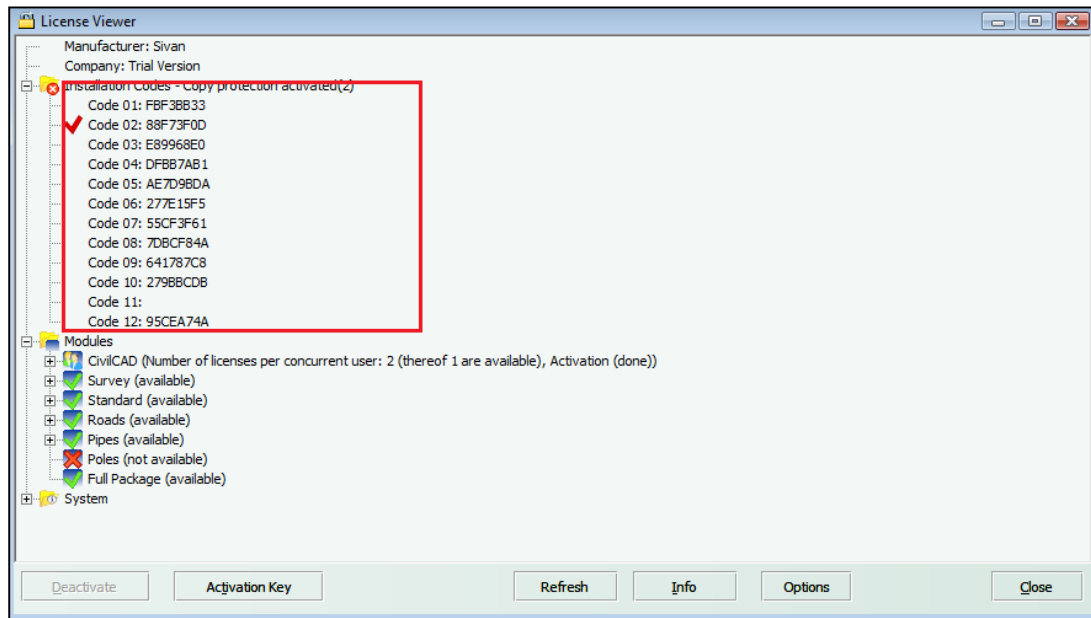 License Viewer
Manufacturer: Sivan
Company: Trial Version
Installation Codes - Copy protection activated(2)
Code 01: FBF3BB33
Code 02: 88F73F0D
Code 03: E89968E0
Code 04: DFBB7AB1
Code 05: AE7D9BDA
Code 06: 277E15F5
Code 07: 55CF3F61
Code 08: 7DBCF84A
Code 09: 641787C8
Code 10: 279BBCDB
Code 11:
Code 12: 95CEA74A
Modules
CivilCAD (Number of licenses per concurrent user: 2 (thereof 1 are available), Activation (done))
Survey (available)
Standard (available)
Roads (available)
Pipes (available)
Poles (not available)
Full Package (available)
System
Deactivate Activation Key Refresh Info Options Close